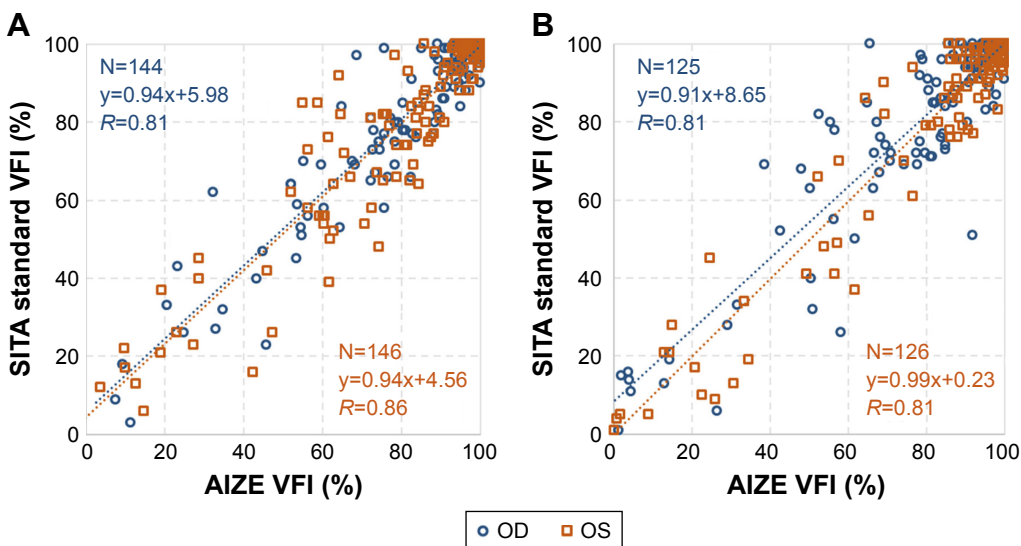 A
SITA standard VFI (%)
100
80
60
40
20
0
N=144
y=0.94x+5.98
R=0.81
N=146
y=0.94x+4.56
R=0.86
0 20 40 60 80 100
AIZE VFI (%)
B
SITA standard VFI (%)
100
80
60
40
20
0
N=125
y=0.91x+8.65
R=0.81
N=126
y=0.99x+0.23
R=0.81
0 20 40 60 80 100
AIZE VFI (%)
OD OS